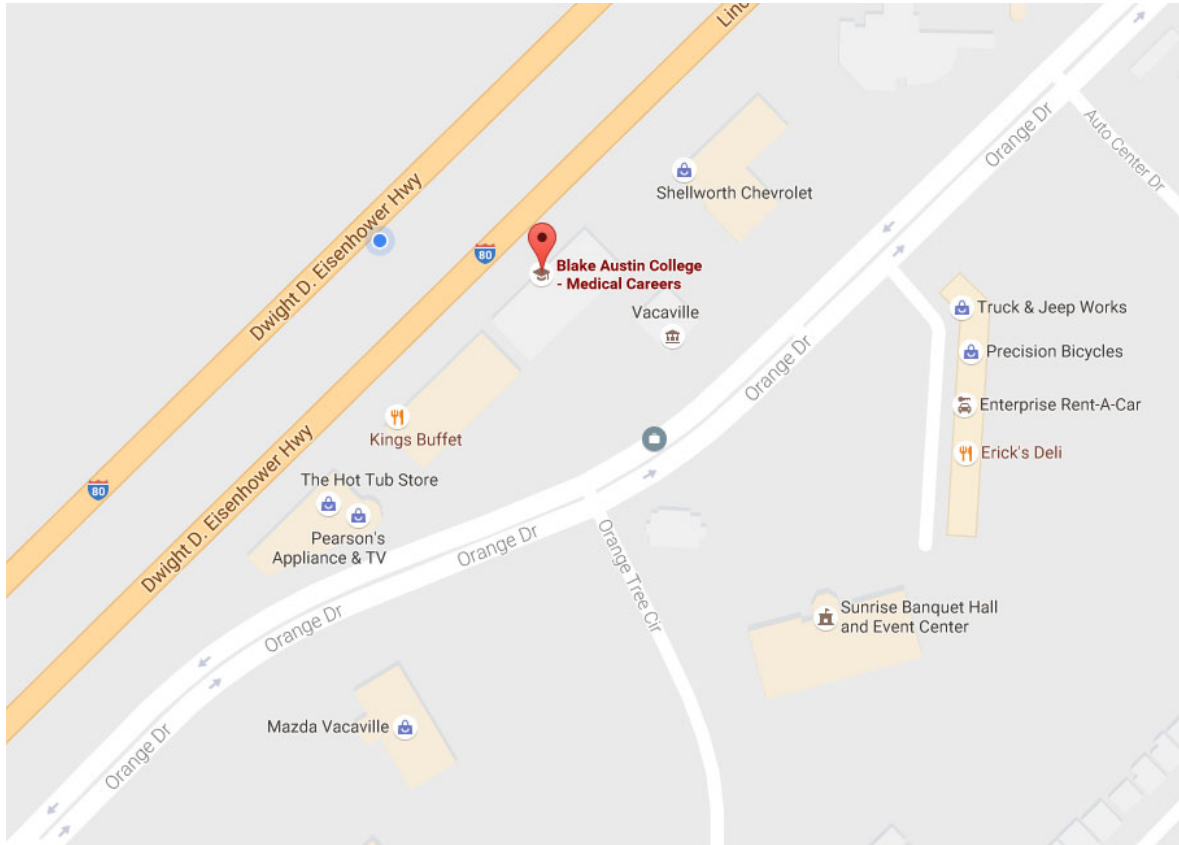 Linc
Orange Dr
Auto Center Dr
Dwight D. Eisenhower Hwy
Shellworth Chevrolet
80
Blake Austin College
- Medical Careers
Vacaville
Truck & Jeep Works
Precision Bicycles
Orange Dr
Enterprise Rent-A-Car
Kings Buffet
Erick's Deli
Dwight D. Eisenhower Hwy
The Hot Tub Store
80
Pearson's
Appliance & TV
Orange Dr
Orange Tree Cir
Sunrise Banquet Hall
and Event Center
Orange Dr
Mazda Vacaville
Orange Dr